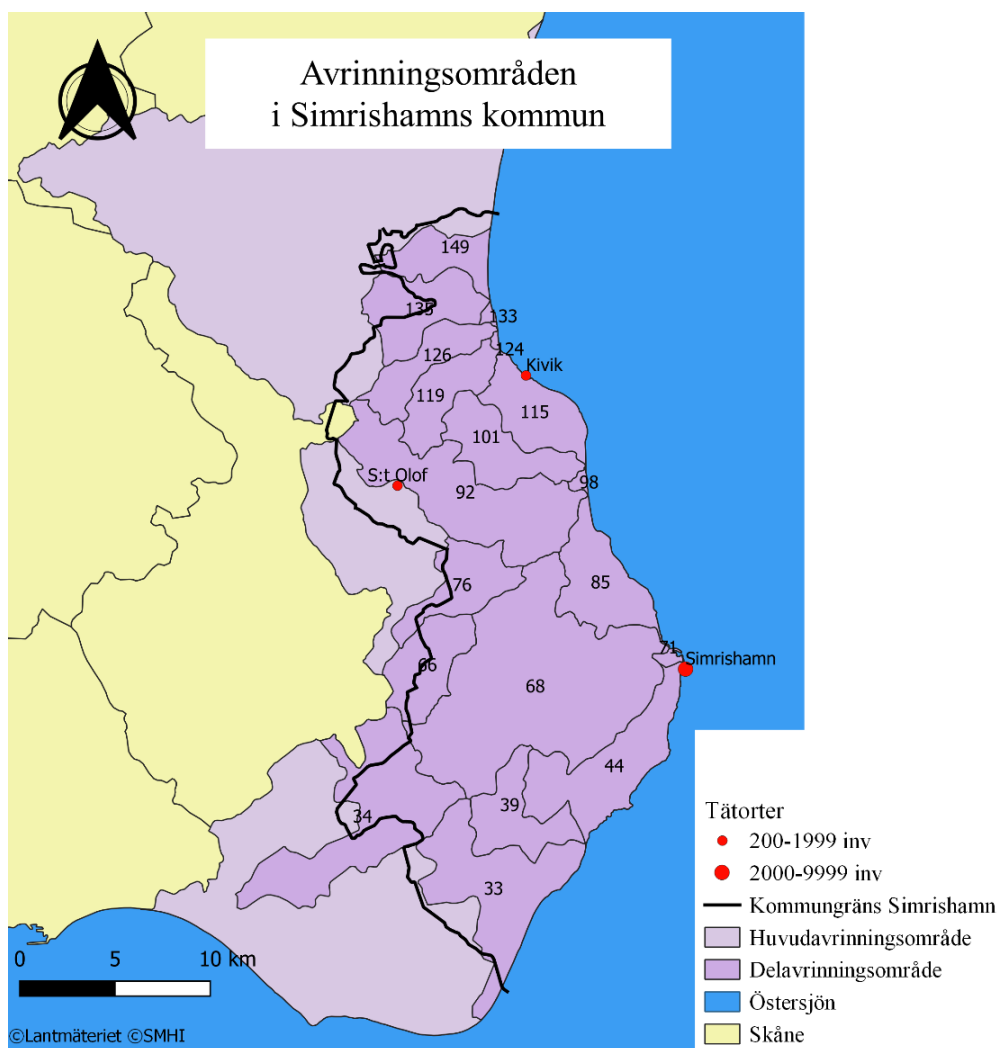 Avrinningsområden
i Simrishamns kommun
149
135
133
126
124
Kivik
119
115
101
S:t Olof
92
98
76
85
66
71
Simrishamn
68
44
39
34
33
Tätorter
200-1999 inv
2000-9999 inv
Kommungräns Simrishamn
Huvudavrinningsområde
Delavrinningsområde
Östersjön
Skåne
0 5 10 km
©Lantmäteriet ©SMHI